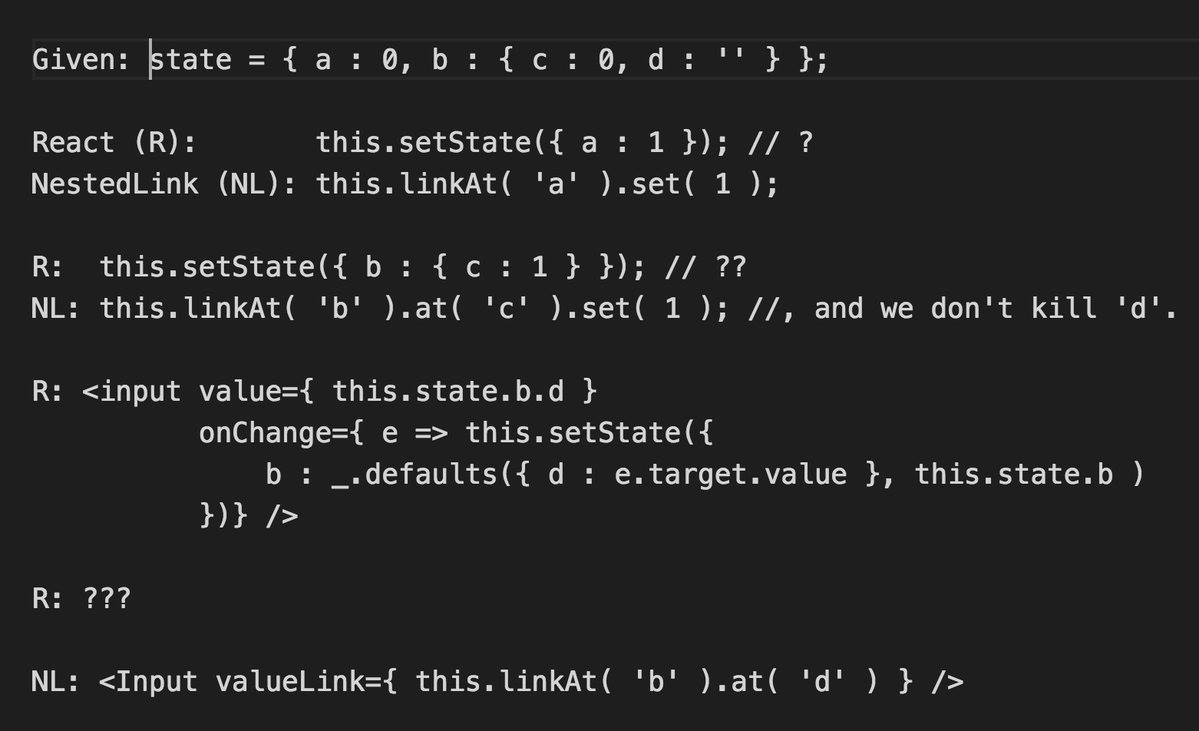 Given: state = { a : 0, b : { c : 0, d : '' } };
React (R):       this.setState({ a : 1 }); // ?
NestedLink (NL): this.linkAt( 'a' ).set( 1 );
R:  this.setState({ b : { c : 1 } }); // ??
NL: this.linkAt( 'b' ).at( 'c' ).set( 1 ); //, and we don't kill 'd'.
R: <input value={ this.state.b.d }
          onChange={ e => this.setState({
              b : _.defaults({ d : e.target.value }, this.state.b )
          })} />
R: ???
NL: <Input valueLink={ this.linkAt( 'b' ).at( 'd' ) } />